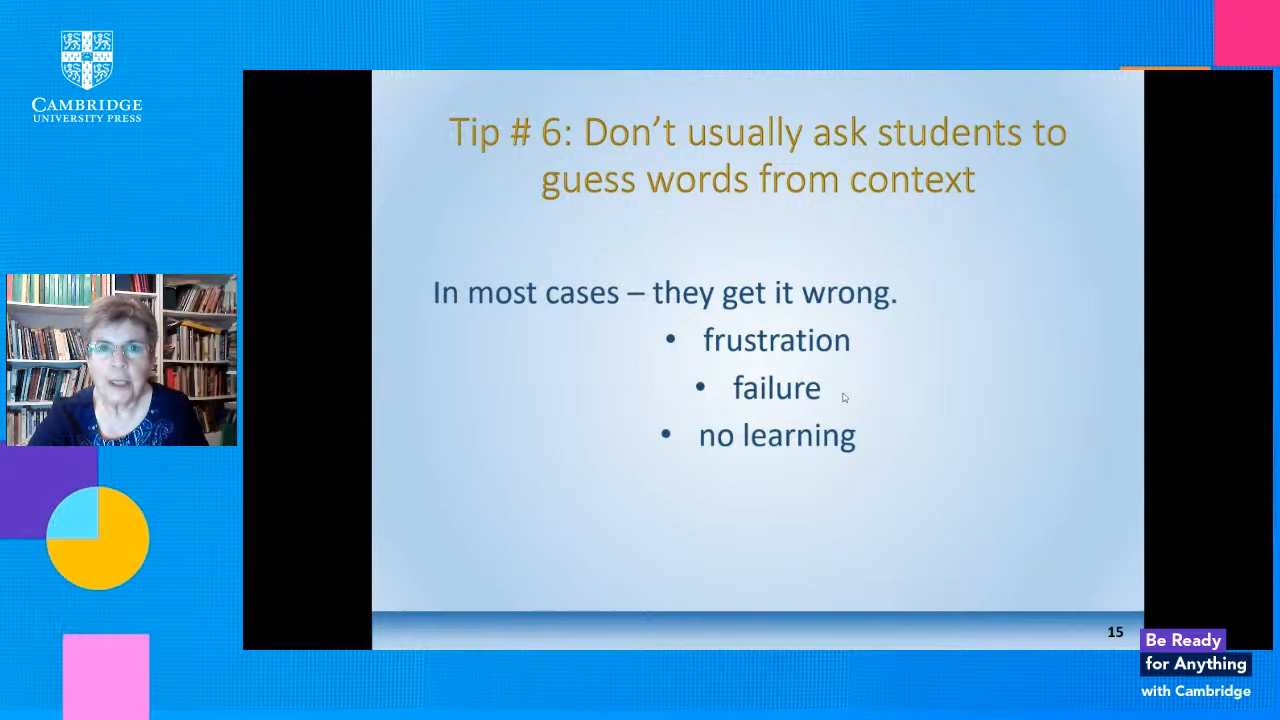 CAMBRIDGE
UNIVERSITY PRESS
Tip # 6: Don’t usually ask students to
guess words from context
In most cases – they get it wrong.
• frustration
• failure
• no learning
15
Be Ready
for Anything
with Cambridge